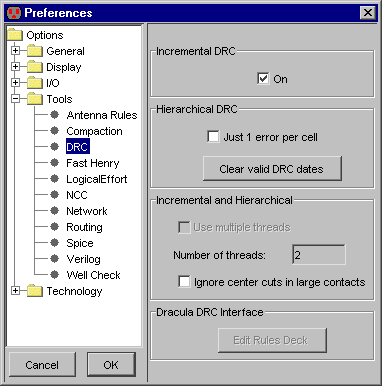 Preferences
Options
General
Display
I/O
Tools
Antenna Rules
Compaction
DRC
Fast Henry
LogicalEffort
NCC
Network
Routing
Spice
Verilog
Well Check
Technology
Cancel
OK
Incremental DRC
On
Hierarchical DRC
Just 1 error per cell
Clear valid DRC dates
Incremental and Hierarchical
Use multiple threads
Number of threads: 2
Ignore center cuts in large contacts
Dracula DRC Interface
Edit Rules Deck